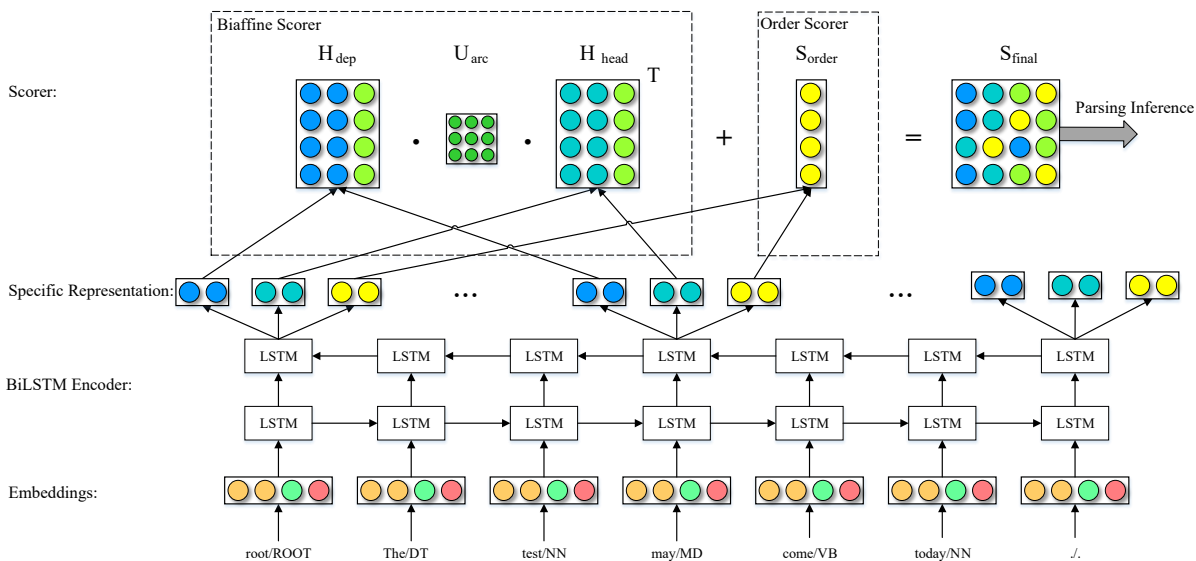 Biaffine Scorer
Order Scorer
H dep
U arc
H head
T
S order
S final
Scorer:
·
·
+
=
Parsing Inference
Specific Representation:
...
...
LSTM LSTM LSTM LSTM LSTM LSTM LSTM
BiLSTM Encoder:
LSTM LSTM LSTM LSTM LSTM LSTM LSTM
Embeddings:
root/ROOT The/DT test/NN may/MD come/VB today/NN ./.